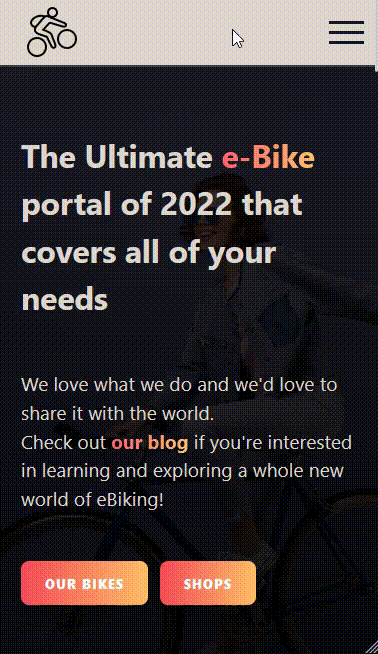 The Ultimate e-Bike
portal of 2022 that
covers all of your
needs
We love what we do and we'd love to
share it with the world.
Check out our blog if you're interested
in learning and exploring a whole new
world of eBiking!
OUR BIKES SHOPS